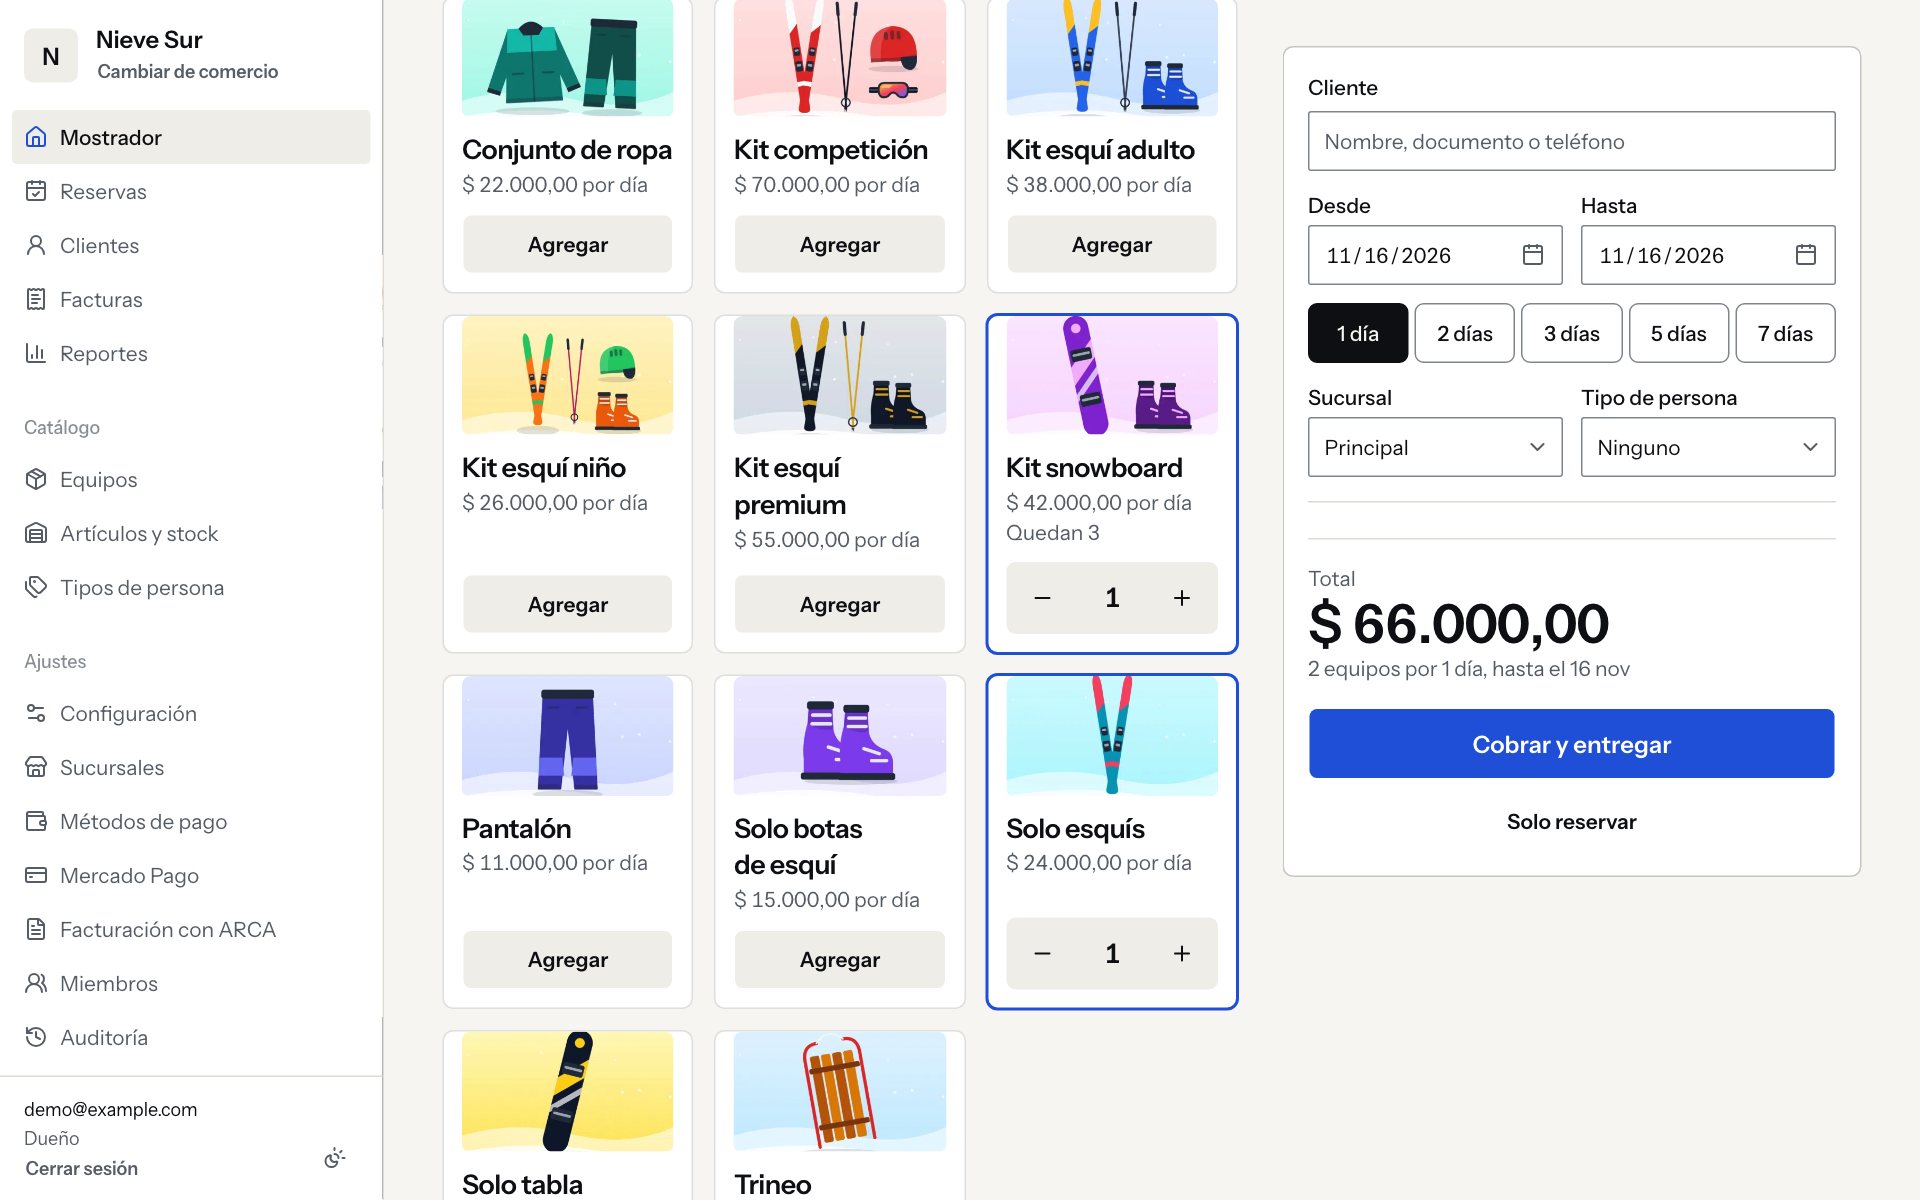 N
Nieve Sur
Cambiar de comercio
Mostrador
Reservas
Clientes
Facturas
Reportes
Catálogo
Equipos
Artículos y stock
Tipos de persona
Ajustes
Configuración
Sucursales
Métodos de pago
Mercado Pago
Facturación con ARCA
Miembros
Auditoría
demo@example.com
Dueño
Cerrar sesión
Conjunto de ropa
$ 22.000,00 por día
Agregar
Kit competición
$ 70.000,00 por día
Agregar
Kit esquí adulto
$ 38.000,00 por día
Agregar
Kit esquí niño
$ 26.000,00 por día
Agregar
Kit esquí
premium
$ 55.000,00 por día
Agregar
Kit snowboard
$ 42.000,00 por día
Quedan 3
− 1 +
Pantalón
$ 11.000,00 por día
Agregar
Solo botas
de esquí
$ 15.000,00 por día
Agregar
Solo esquís
$ 24.000,00 por día
− 1 +
Solo tabla
Trineo
Cliente
Nombre, documento o teléfono
Desde
11/16/2026
Hasta
11/16/2026
1 día
2 días
3 días
5 días
7 días
Sucursal
Principal
Tipo de persona
Ninguno
Total
$ 66.000,00
2 equipos por 1 día, hasta el 16 nov
Cobrar y entregar
Solo reservar